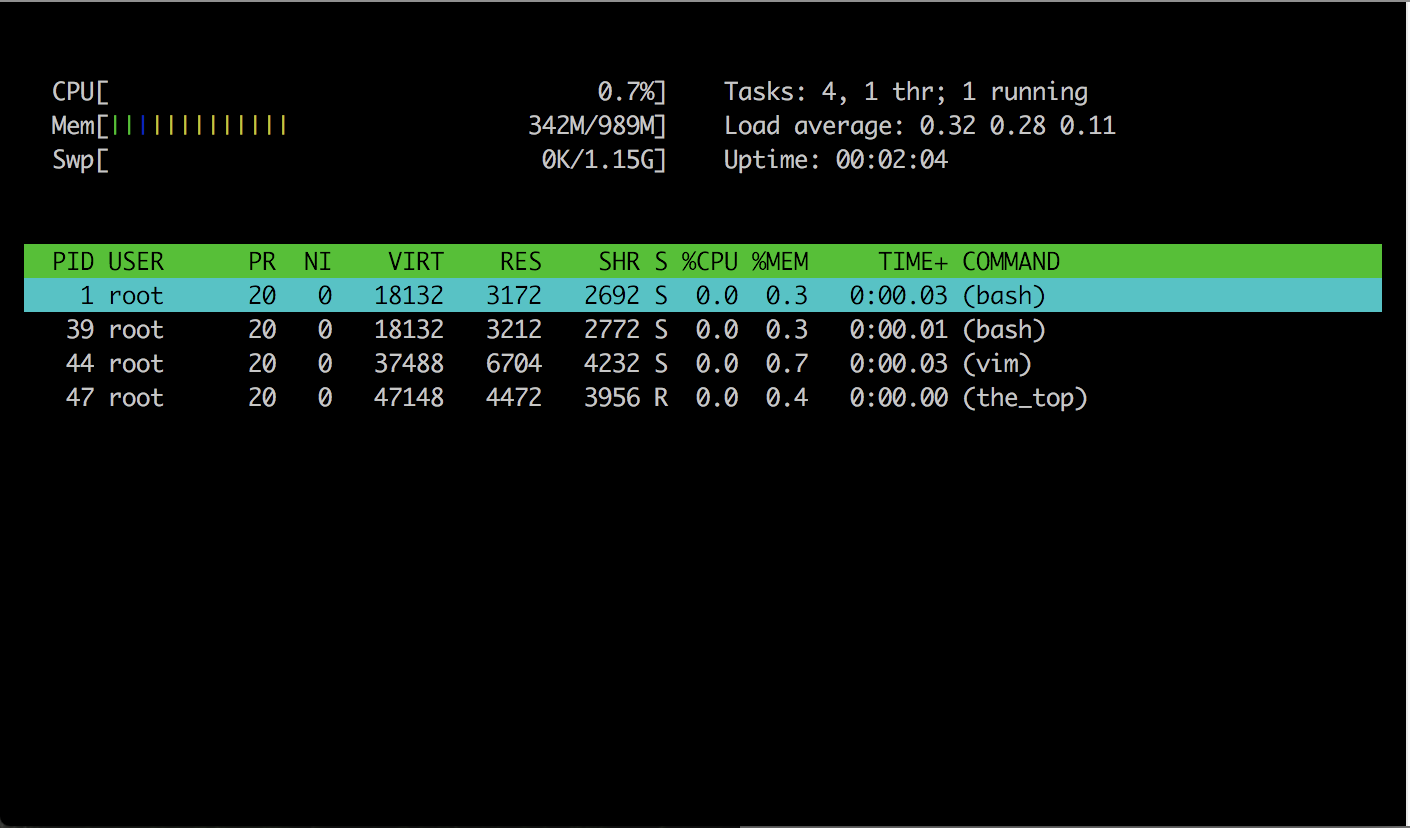 CPU[ 0.7%] Tasks: 4, 1 thr; 1 running
Mem[||||||||||||| 342M/989M] Load average: 0.32 0.28 0.11
Swp[ 0K/1.15G] Uptime: 00:02:04
PID USER PR NI VIRT RES SHR S %CPU %MEM TIME+ COMMAND
1 root 20 0 18132 3172 2692 S 0.0 0.3 0:00.03 (bash)
39 root 20 0 18132 3212 2772 S 0.0 0.3 0:00.01 (bash)
44 root 20 0 37488 6704 4232 S 0.0 0.7 0:00.03 (vim)
47 root 20 0 47148 4472 3956 R 0.0 0.4 0:00.00 (the_top)